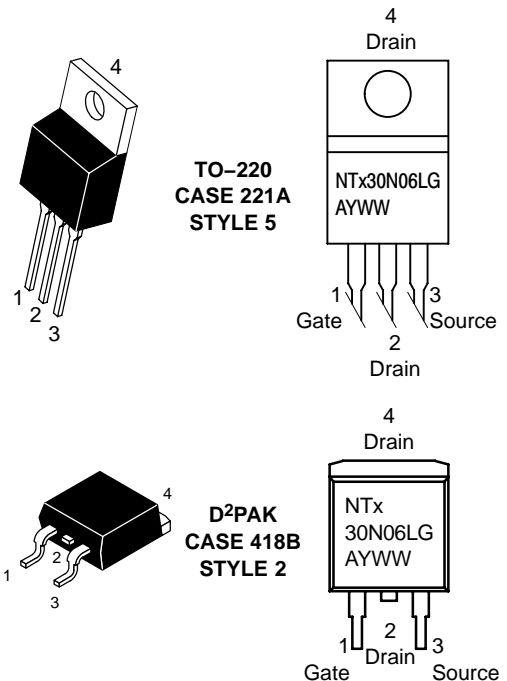 4
Drain
4
TO−220
CASE 221A
STYLE 5
NTx30N06LG
AYWW
1
2
3
1
Gate
3
Source
2
Drain
4
Drain
4
D²PAK
CASE 418B
STYLE 2
NTx
30N06LG
AYWW
1
2
3
1
Gate
2
Drain
3
Source